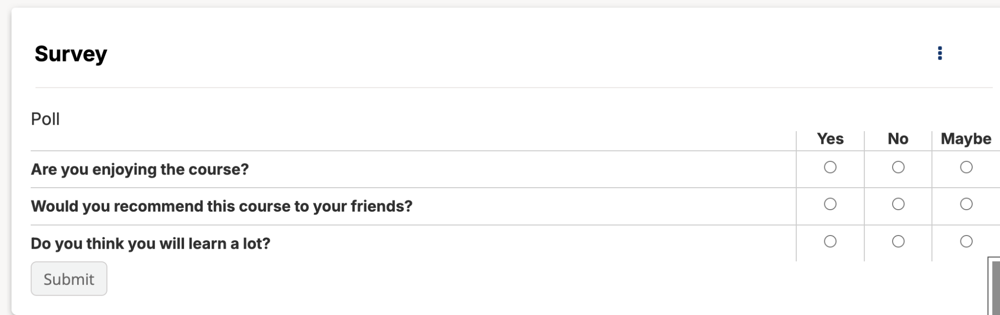 Survey
Poll
Yes No Maybe
Are you enjoying the course?
Would you recommend this course to your friends?
Do you think you will learn a lot?
Submit